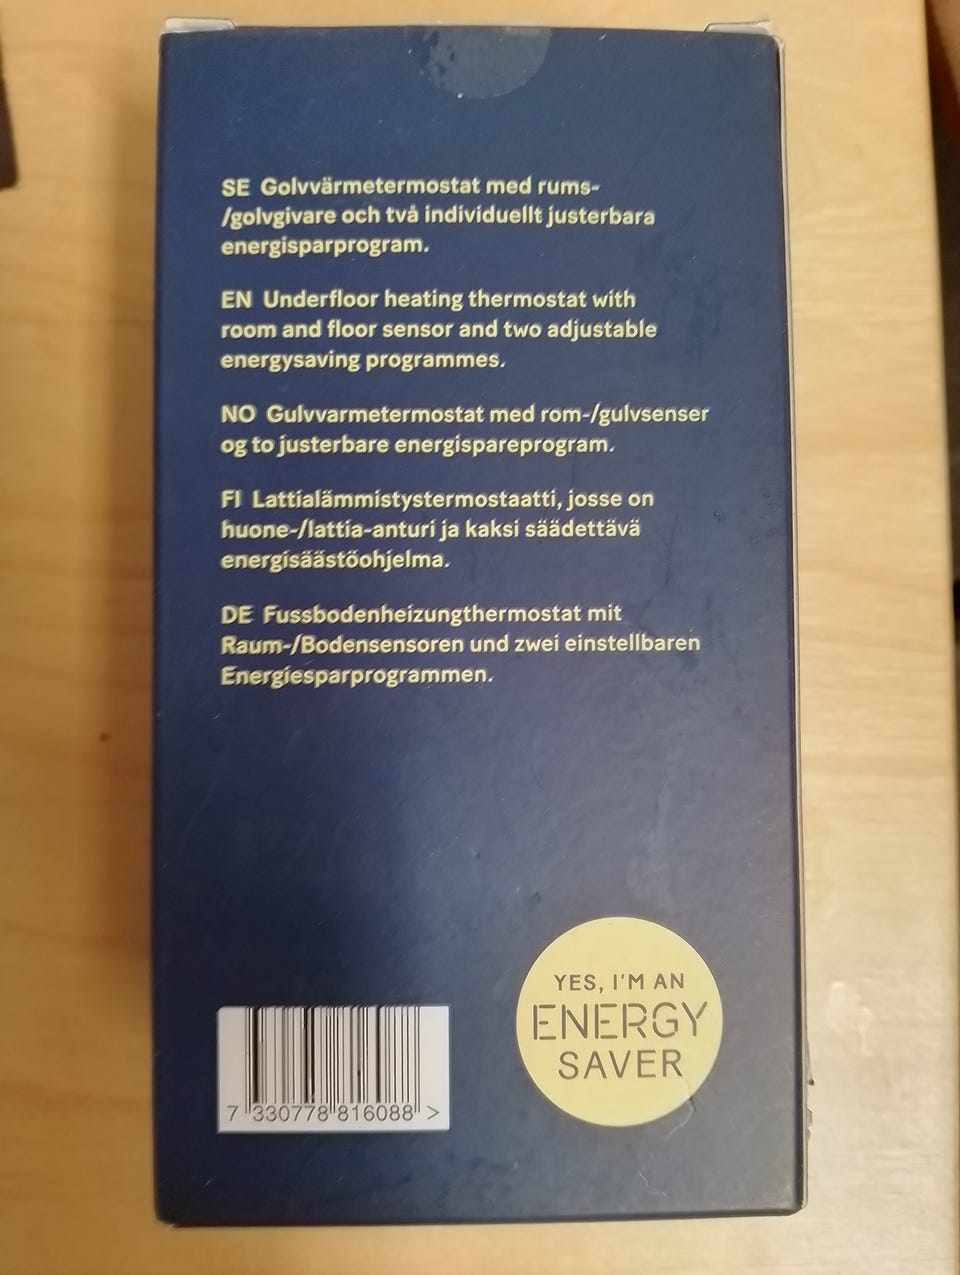 SE Golvvärmetermostat med rums-
/golvgivare och två individuellt justerbara
energisparprogram.
EN Underfloor heating thermostat with
room and floor sensor and two adjustable
energysaving programmes.
NO Gulvvarmetermostat med rom-/gulvsenser
og to justerbare energispareprogram.
FI Lattialämmistystermostaatti, josse on
huone-/lattia-anturi ja kaksi säädettävä
energisäästöohjelma.
DE Fussbodenheizungthermostat mit
Raum-/Bodensensoren und zwei einstellbaren
Energiesparprogrammen.
YES, I'M AN
ENERGY
SAVER
7 330778 816088 >